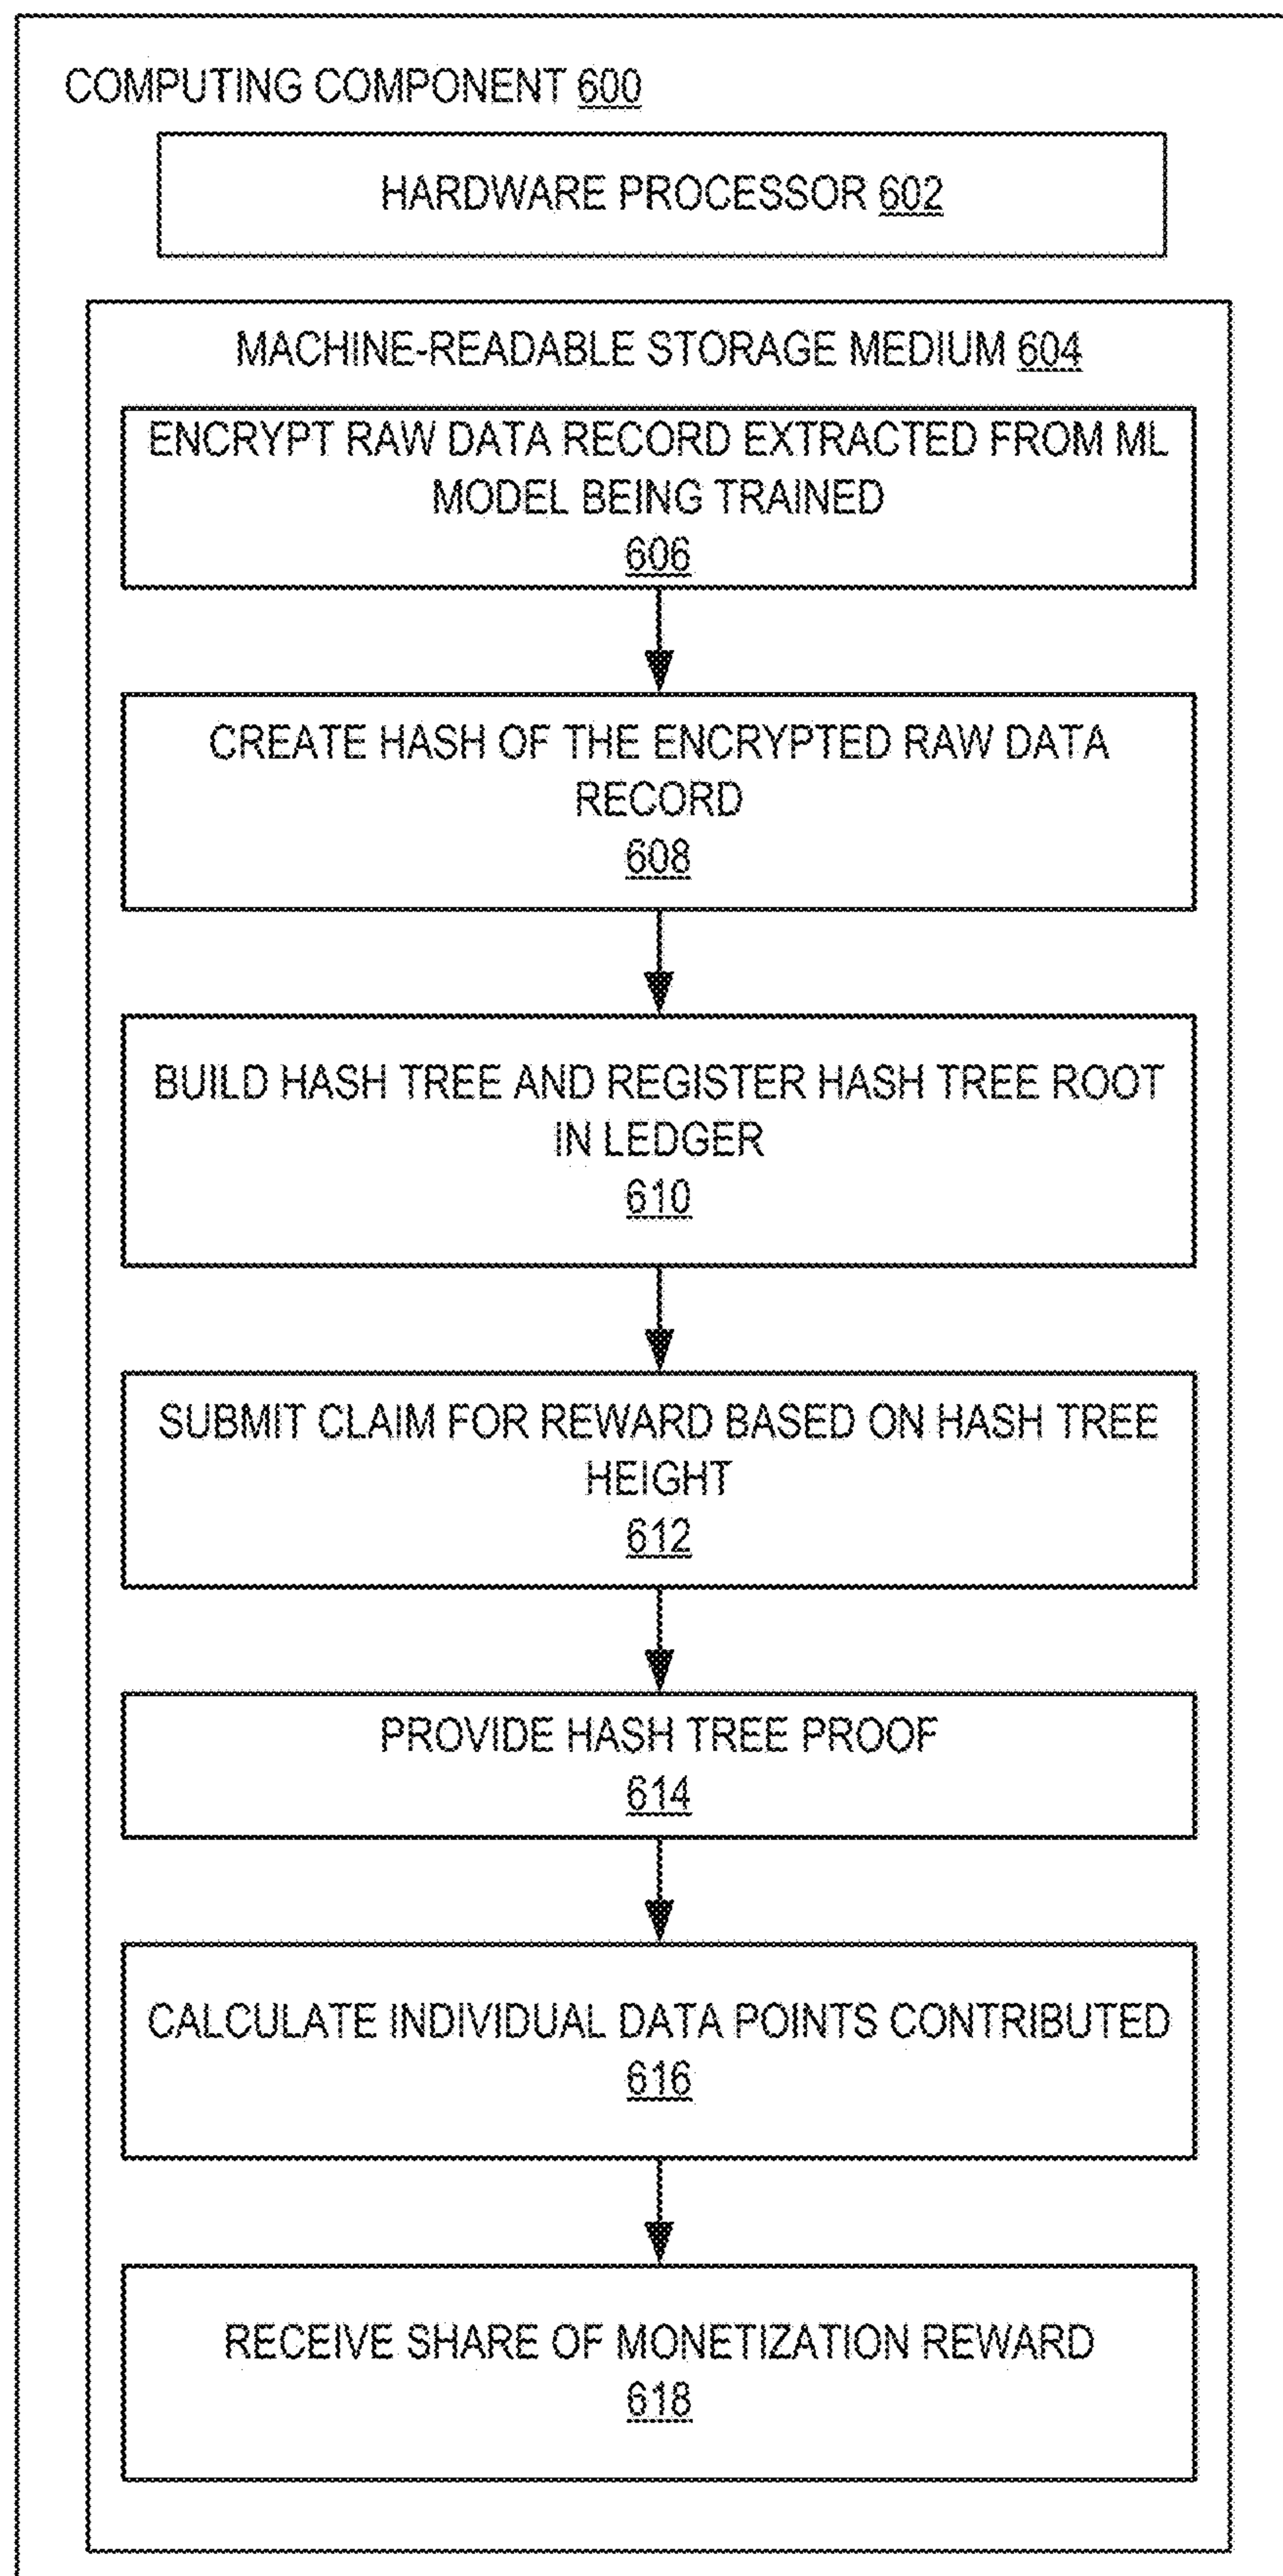 COMPUTING COMPONENT 600
HARDWARE PROCESSOR 602
MACHINE-READABLE STORAGE MEDIUM 604
ENCRYPT RAW DATA RECORD EXTRACTED FROM ML
MODEL BEING TRAINED
606
CREATE HASH OF THE ENCRYPTED RAW DATA
RECORD
608
BUILD HASH TREE AND REGISTER HASH TREE ROOT
IN LEDGER
610
SUBMIT CLAIM FOR REWARD BASED ON HASH TREE
HEIGHT
612
PROVIDE HASH TREE PROOF
614
CALCULATE INDIVIDUAL DATA POINTS CONTRIBUTED
616
RECEIVE SHARE OF MONETIZATION REWARD
618